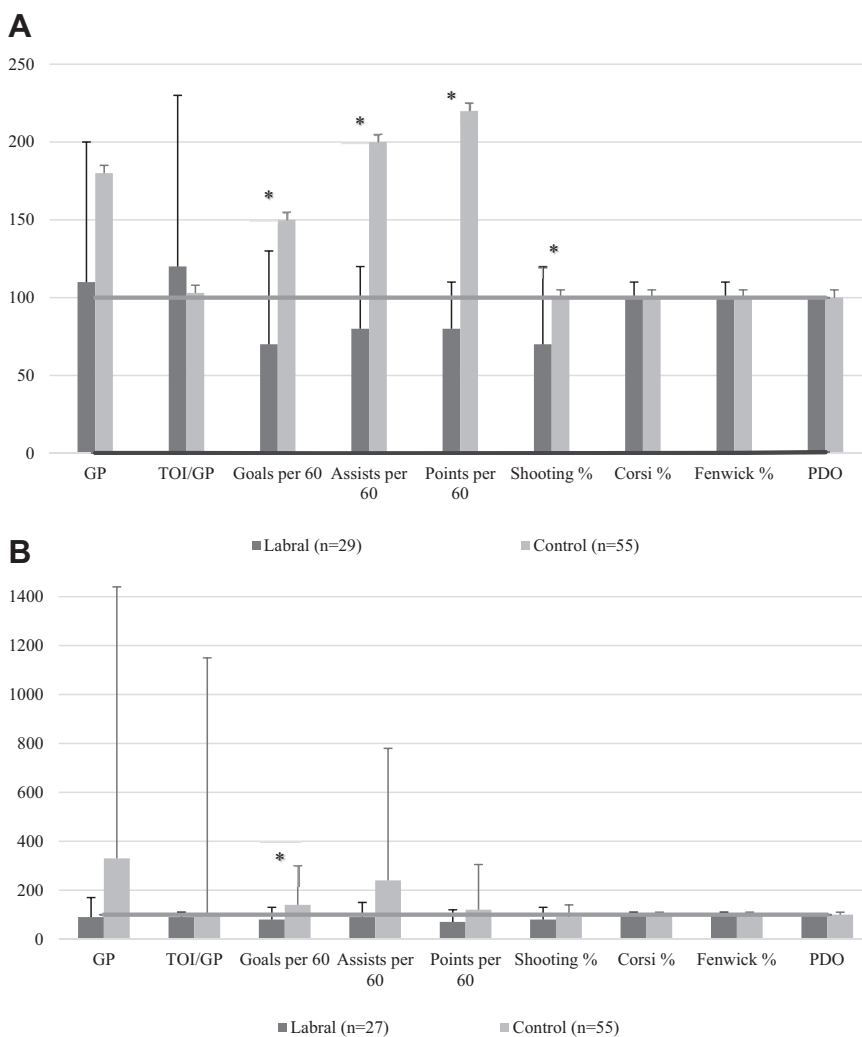 A
250
200
150
100
50
0
* * * *
GP TOI/GP Goals per 60 Assists per 60 Points per 60 Shooting % Corsi % Fenwick % PDO
Labral (n=29) Control (n=55)
B
1400
1200
1000
800
600
400
200
0
*
GP TOI/GP Goals per 60 Assists per 60 Points per 60 Shooting % Corsi % Fenwick % PDO
Labral (n=27) Control (n=55)